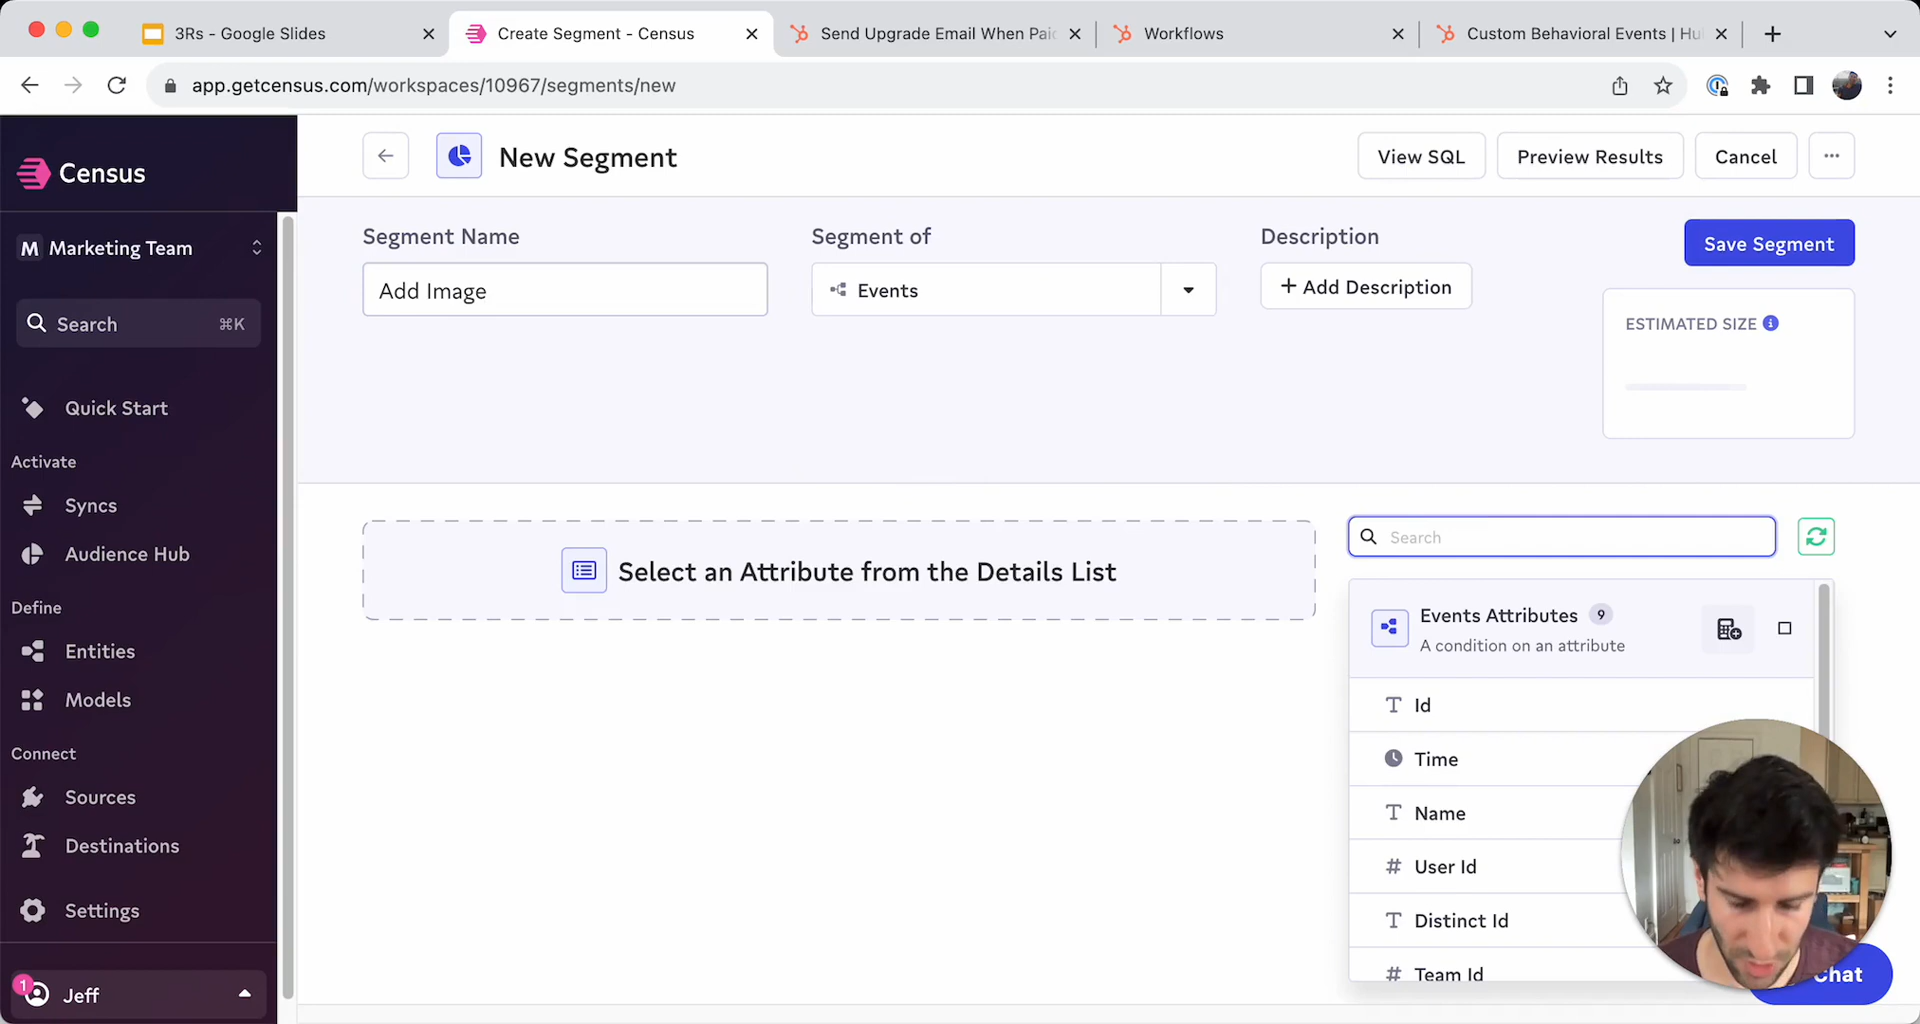 3Rs - Google Slides
Create Segment - Census
Send Upgrade Email When Paid
Workflows
Custom Behavioral Events | Hu
app.getcensus.com/workspaces/10967/segments/new
Census
New Segment
View SQL
Preview Results
Cancel
M Marketing Team
Search ⌘K
Segment Name
Segment of
Description
Save Segment
Add Image
Events
+ Add Description
ESTIMATED SIZE
Quick Start
Activate
Syncs
Audience Hub
Define
Entities
Models
Connect
Sources
Destinations
Settings
1
Jeff
Select an Attribute from the Details List
Search
Events Attributes 9
A condition on an attribute
Id
Time
Name
# User Id
Distinct Id
# Team Id